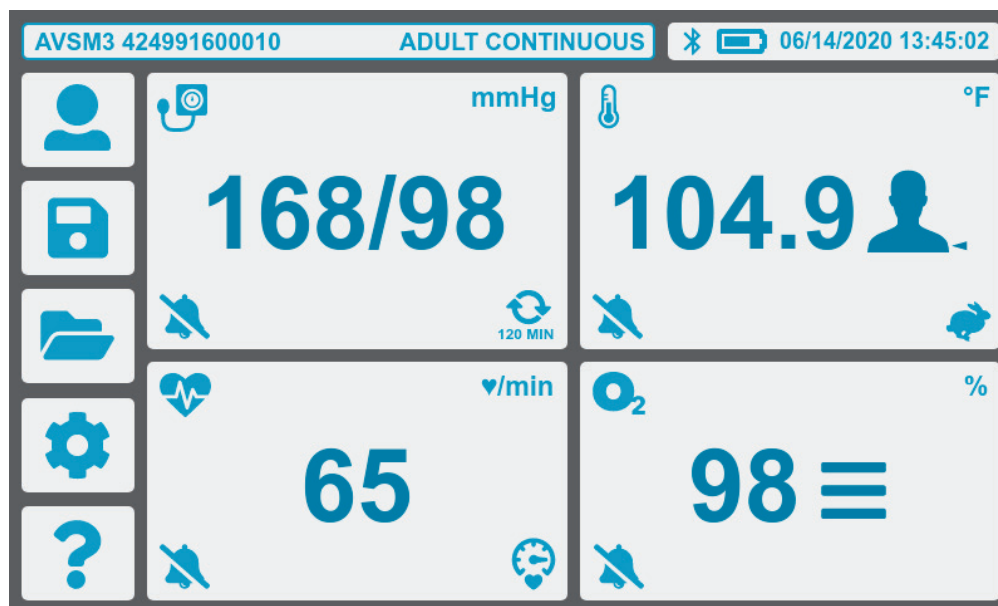 AVSM3 424991600010 ADULT CONTINUOUS 06/14/2020 13:45:02
mmHg
168/98
120 MIN
°F
104.9
♥/min
65
O2 %
98
?